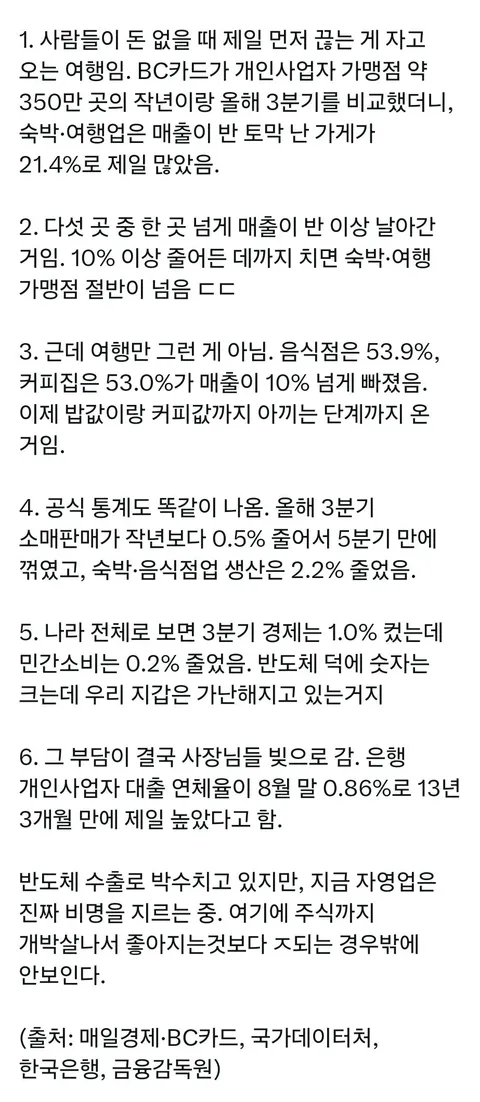 1. 사람들이 돈 없을 때 제일 먼저 끊는 게 자고
오는 여행임. BC카드가 개인사업자 가맹점 약
350만 곳의 작년이랑 올해 3분기를 비교했더니,
숙박·여행업은 매출이 반 토막 난 가게가
21.4%로 제일 많았음.
2. 다섯 곳 중 한 곳 넘게 매출이 반 이상 날아간
거임. 10% 이상 줄어든 데까지 치면 숙박·여행
가맹점 절반이 넘음 ㄷㄷ
3. 근데 여행만 그런 게 아님. 음식점은 53.9%,
커피집은 53.0%가 매출이 10% 넘게 빠졌음.
이제 밥값이랑 커피값까지 아끼는 단계까지 온
거임.
4. 공식 통계도 똑같이 나옴. 올해 3분기
소매판매가 작년보다 0.5% 줄어서 5분기 만에
꺾였고, 숙박·음식점업 생산은 2.2% 줄었음.
5. 나라 전체로 보면 3분기 경제는 1.0% 컸는데
민간소비는 0.2% 줄었음. 반도체 덕에 숫자는
크는데 우리 지갑은 가난해지고 있는거지
6. 그 부담이 결국 사장님들 빚으로 감. 은행
개인사업자 대출 연체율이 8월 말 0.86%로 13년
3개월 만에 제일 높았다고 함.
반도체 수출로 박수치고 있지만, 지금 자영업은
진짜 비명을 지르는 중. 여기에 주식까지
개박살나서 좋아지는것보다 ㅈ되는 경우밖에
안보인다.
(출처: 매일경제·BC카드, 국가데이터처,
한국은행, 금융감독원)